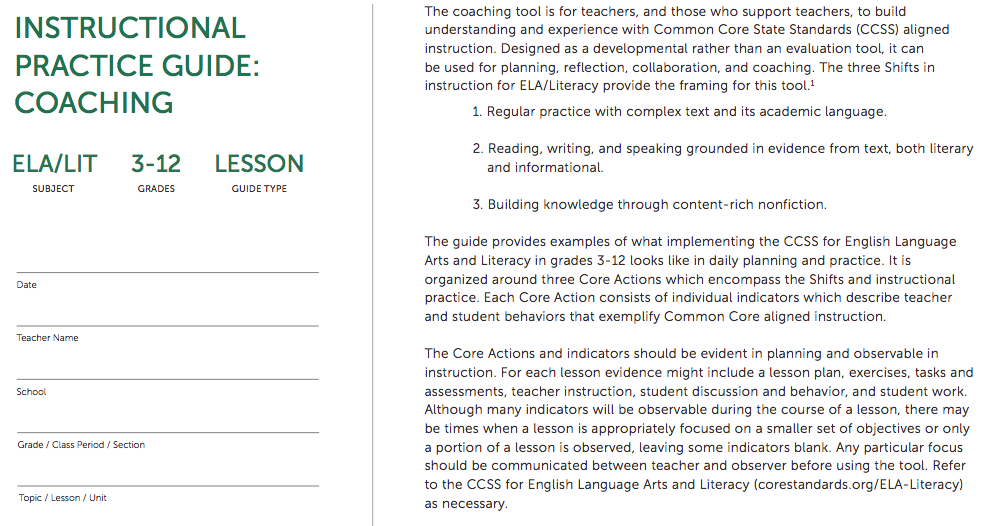 INSTRUCTIONAL
PRACTICE GUIDE:
COACHING
ELA/LIT 3-12 LESSON
SUBJECT GRADES GUIDE TYPE
Date
Teacher Name
School
Grade / Class Period / Section
Topic / Lesson / Unit
The coaching tool is for teachers, and those who support teachers, to build
understanding and experience with Common Core State Standards (CCSS) aligned
instruction. Designed as a developmental rather than an evaluation tool, it can
be used for planning, reflection, collaboration, and coaching. The three Shifts in
instruction for ELA/Literacy provide the framing for this tool.¹
1. Regular practice with complex text and its academic language.
2. Reading, writing, and speaking grounded in evidence from text, both literary
and informational.
3. Building knowledge through content-rich nonfiction.
The guide provides examples of what implementing the CCSS for English Language
Arts and Literacy in grades 3-12 looks like in daily planning and practice. It is
organized around three Core Actions which encompass the Shifts and instructional
practice. Each Core Action consists of individual indicators which describe teacher
and student behaviors that exemplify Common Core aligned instruction.
The Core Actions and indicators should be evident in planning and observable in
instruction. For each lesson evidence might include a lesson plan, exercises, tasks and
assessments, teacher instruction, student discussion and behavior, and student work.
Although many indicators will be observable during the course of a lesson, there may
be times when a lesson is appropriately focused on a smaller set of objectives or only
a portion of a lesson is observed, leaving some indicators blank. Any particular focus
should be communicated between teacher and observer before using the tool. Refer
to the CCSS for English Language Arts and Literacy (corestandards.org/ELA-Literacy)
as necessary.